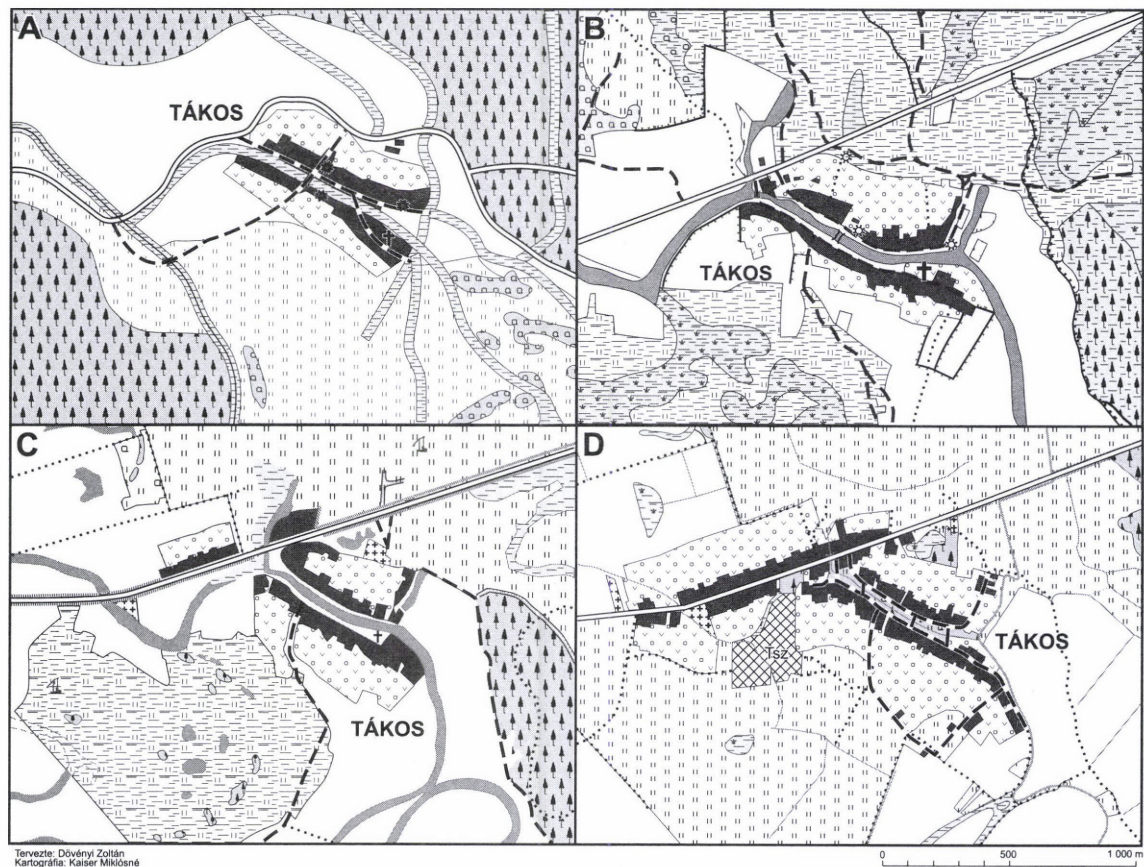 A
TÁKOS
B
TÁKOS
C
TÁKOS
D
Tsz
TÁKOS
Tervezte: Dövényi Zoltán
Kartográfia: Kaiser Miklósné
0 500 1 000 m